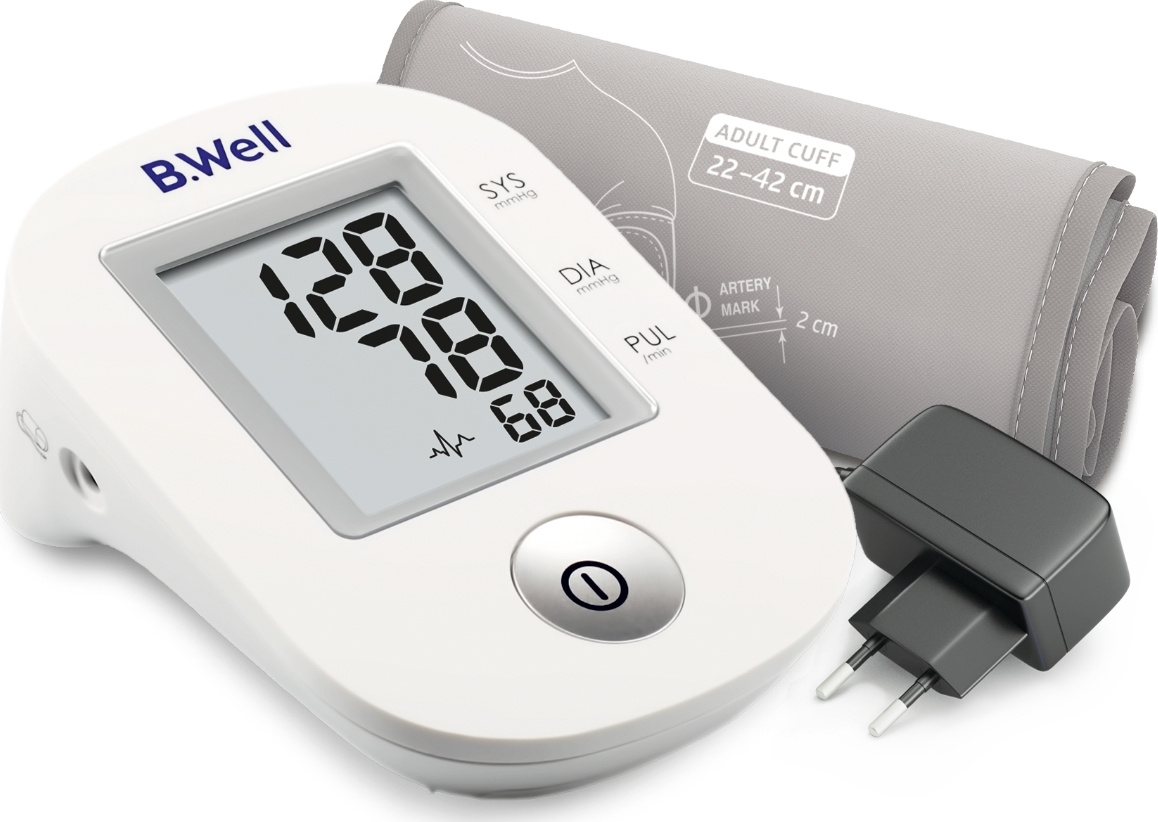 B.Well
128
78
68
SYS
mmHg
DIA
mmHg
PUL
/min
ADULT CUFF
22-42 cm
ARTERY
MARK
2 cm